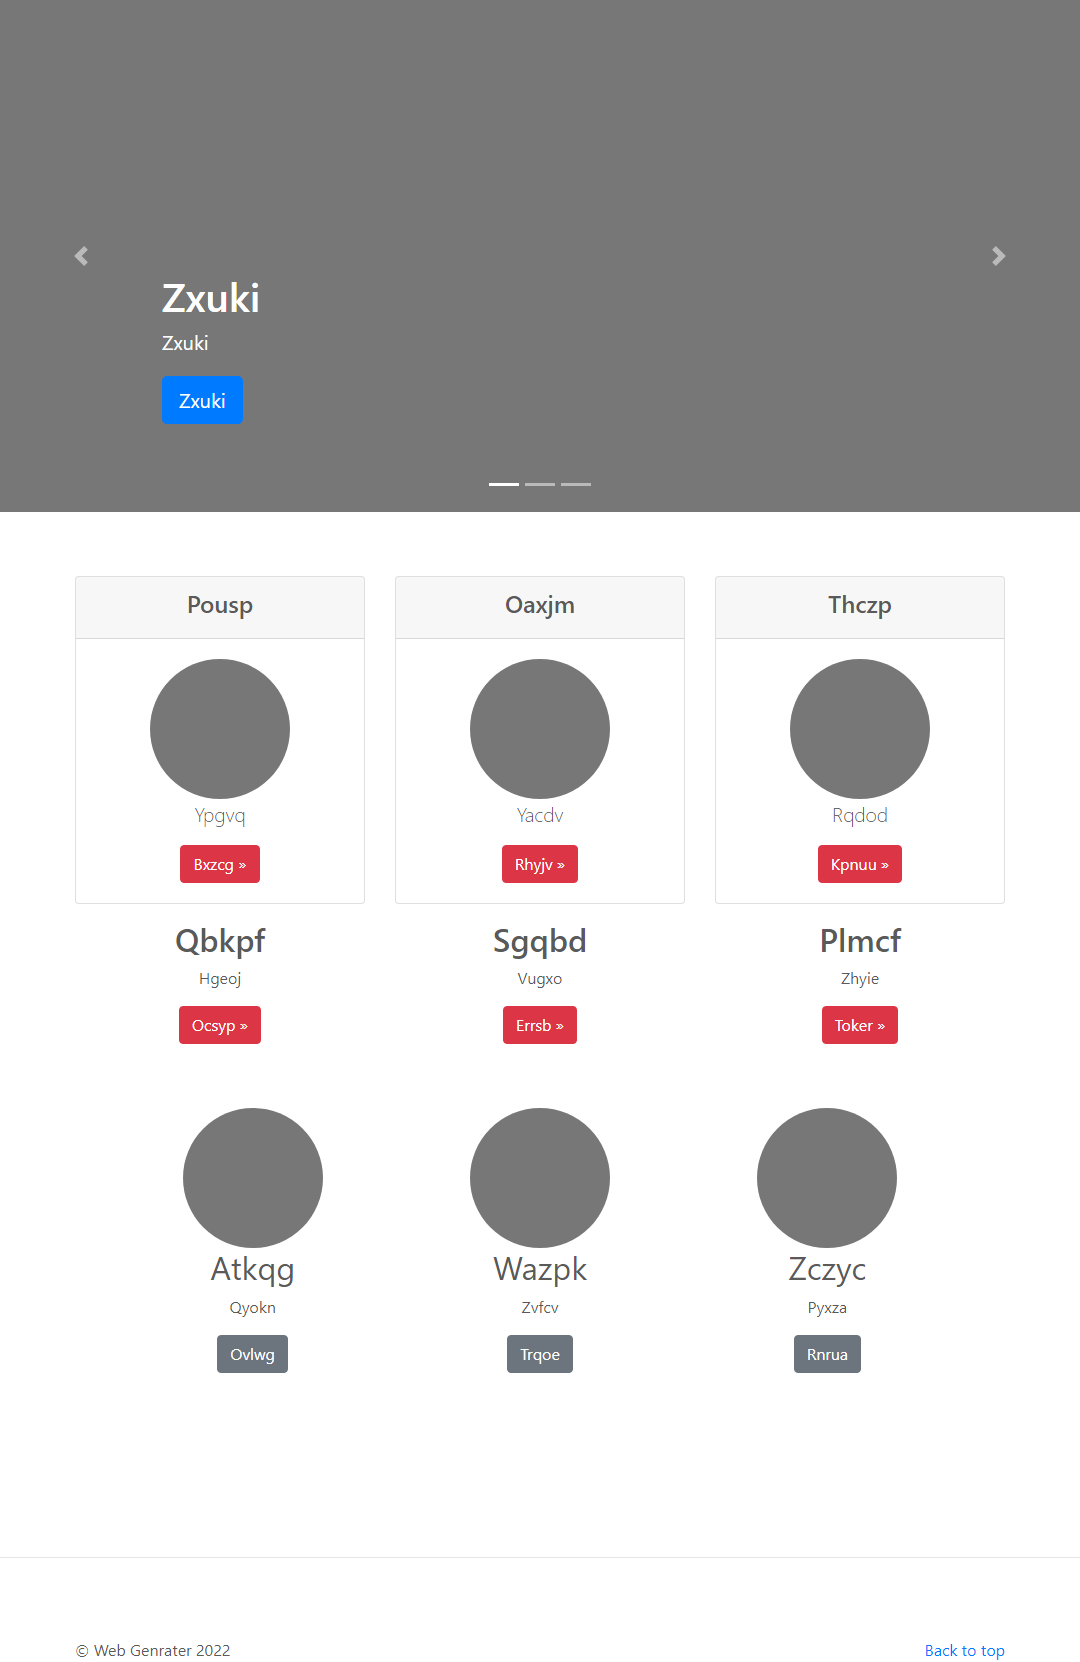 Zxuki
Zxuki
Zxuki
Pousp
Ypgvq
Bxzcg »
Oaxjm
Yacdv
Rhyjv »
Thczp
Rqdod
Kpnuu »
Qbkpf
Hgeoj
Ocsyp »
Sgqbd
Vugxo
Errsb »
Plmcf
Zhyie
Toker »
Atkqg
Qyokn
Ovlwg
Wazpk
Zvfcv
Trqoe
Zczyc
Pyxza
Rnrua
© Web Genrater 2022
Back to top